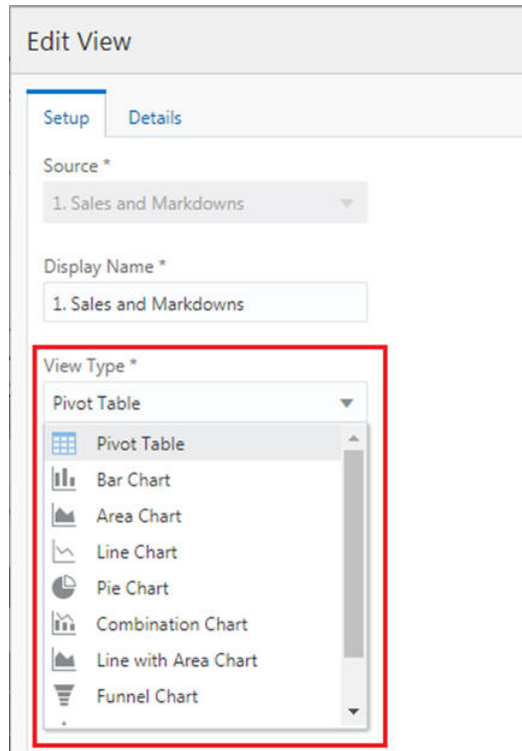 Edit View
Setup Details
Source *
1. Sales and Markdowns
Display Name *
1. Sales and Markdowns
View Type *
Pivot Table
Pivot Table
Bar Chart
Area Chart
Line Chart
Pie Chart
Combination Chart
Line with Area Chart
Funnel Chart